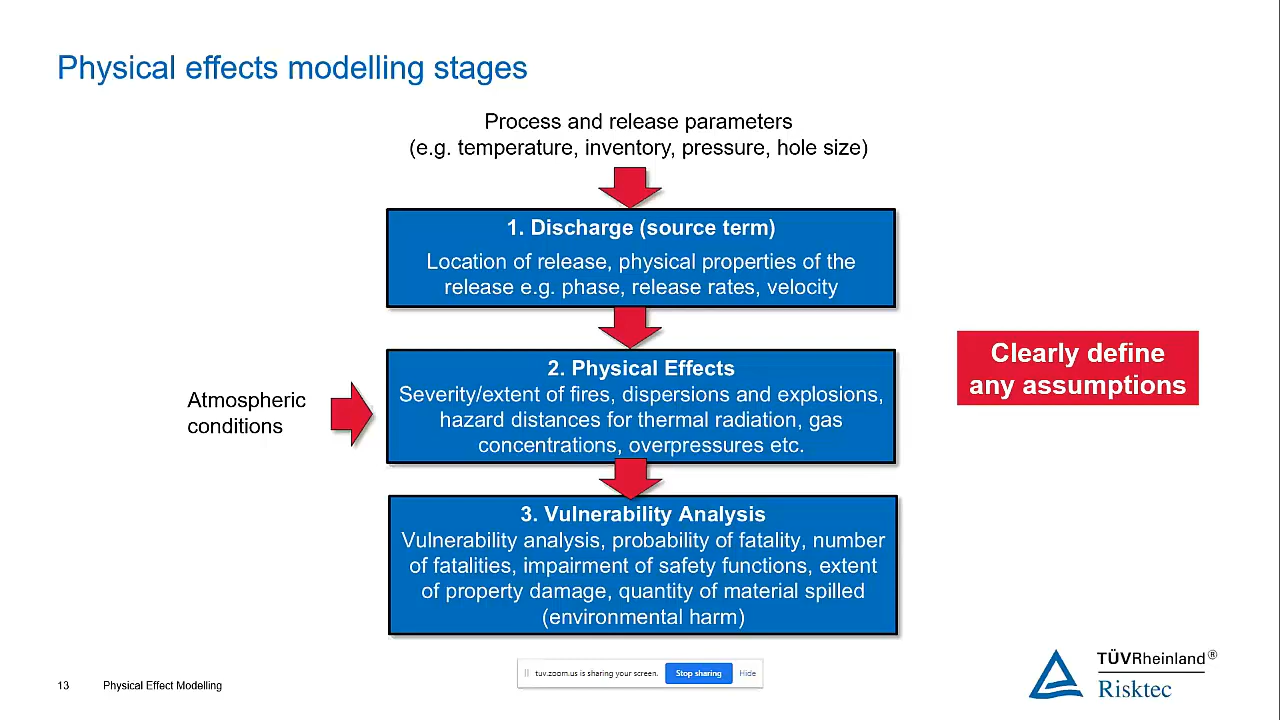 Physical effects modelling stages
Process and release parameters
(e.g. temperature, inventory, pressure, hole size)
1. Discharge (source term)
Location of release, physical properties of the
release e.g. phase, release rates, velocity
Clearly define
any assumptions
2. Physical Effects
Severity/extent of fires, dispersions and explosions,
hazard distances for thermal radiation, gas
concentrations, overpressures etc.
Atmospheric
conditions
3. Vulnerability Analysis
Vulnerability analysis, probability of fatality, number
of fatalities, impairment of safety functions, extent
of property damage, quantity of material spilled
(environmental harm)
tuv.zoom.us is sharing your screen.
Stop sharing
Hide
13
Physical Effect Modelling
TÜVRheinland®
Risktec